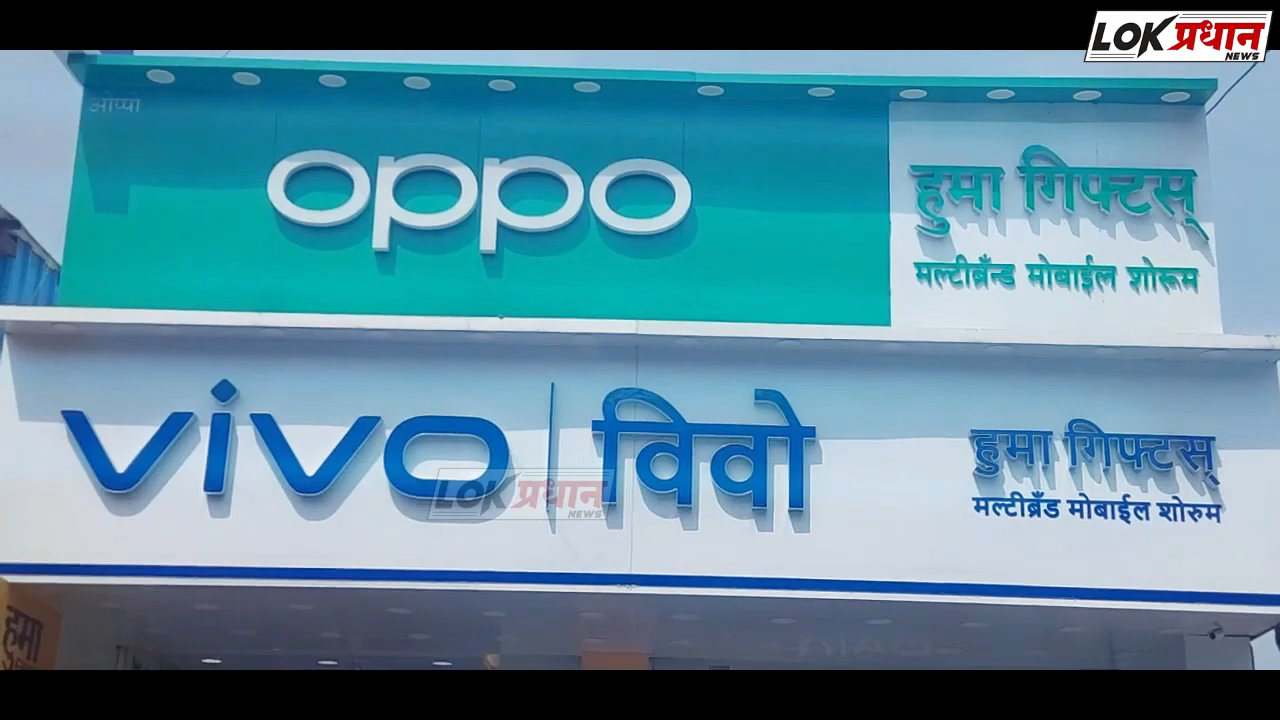 LOK प्रधान
NEWS
ओप्पो
oppo
हुमा गिफ्टस्
मल्टीब्रँन्ड मोबाईल शोरूम
vivo | विवो
हुमा गिफ्टस्
मल्टीब्रँड मोबाईल शोरुम
LOK प्रधान
NEWS
हुमा